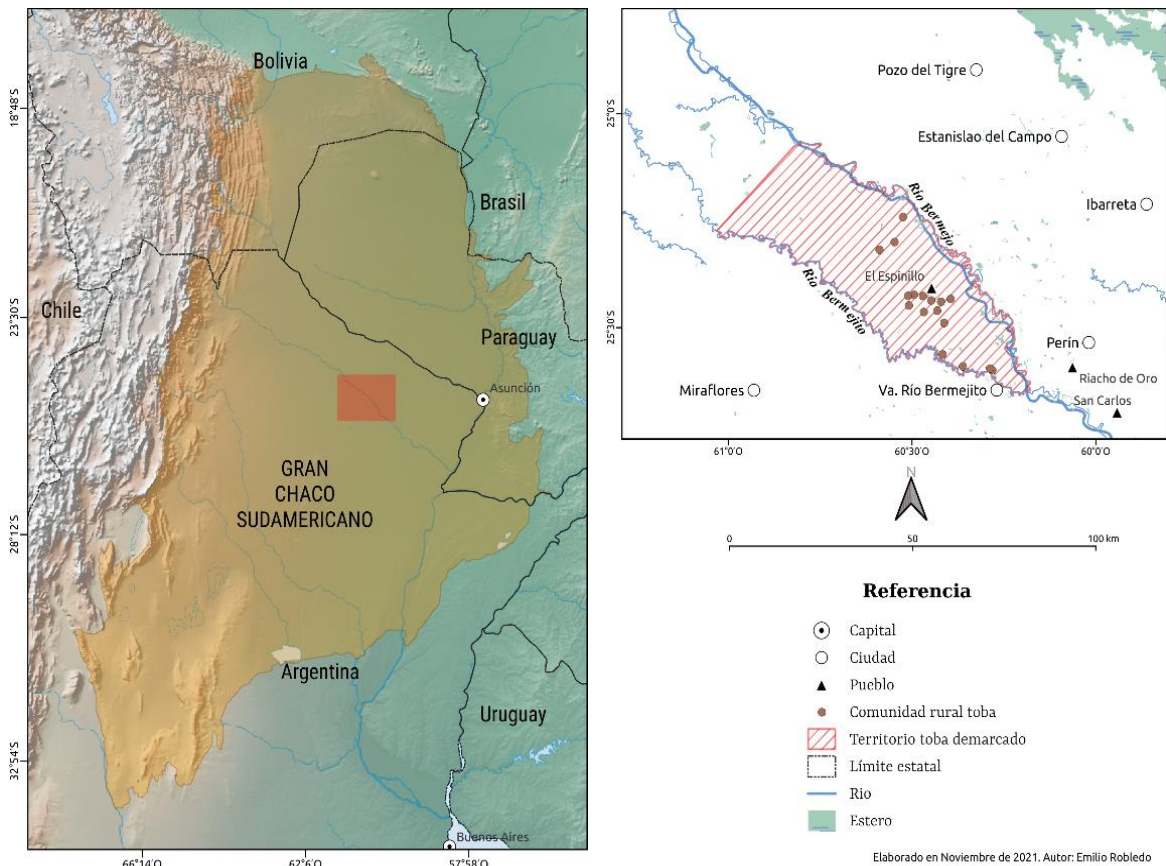 Bolivia
18°48'S
Brasil
Chile
23°30'S
Paraguay
Asunción
GRAN
CHACO
SUDAMERICANO
28°12'S
Argentina
Uruguay
32°54'S
Buenos Aires
66°14'O
62°6'O
57°58'O
Pozo del Tigre
25°0'S
Estanislao del Campo
Río Bermejo
Ibarreta
El Espinillo
Río Bermejito
25°30'S
Perín
Riacho de Oro
Miraflores
Va. Río Bermejito
San Carlos
61°0'O
60°30'O
60°0'O
N
0 50 100 km
Referencia
Capital
Ciudad
Pueblo
Comunidad rural toba
Territorio toba demarcado
Límite estatal
Rio
Estero
Elaborado en Noviembre de 2021. Autor: Emilio Robledo